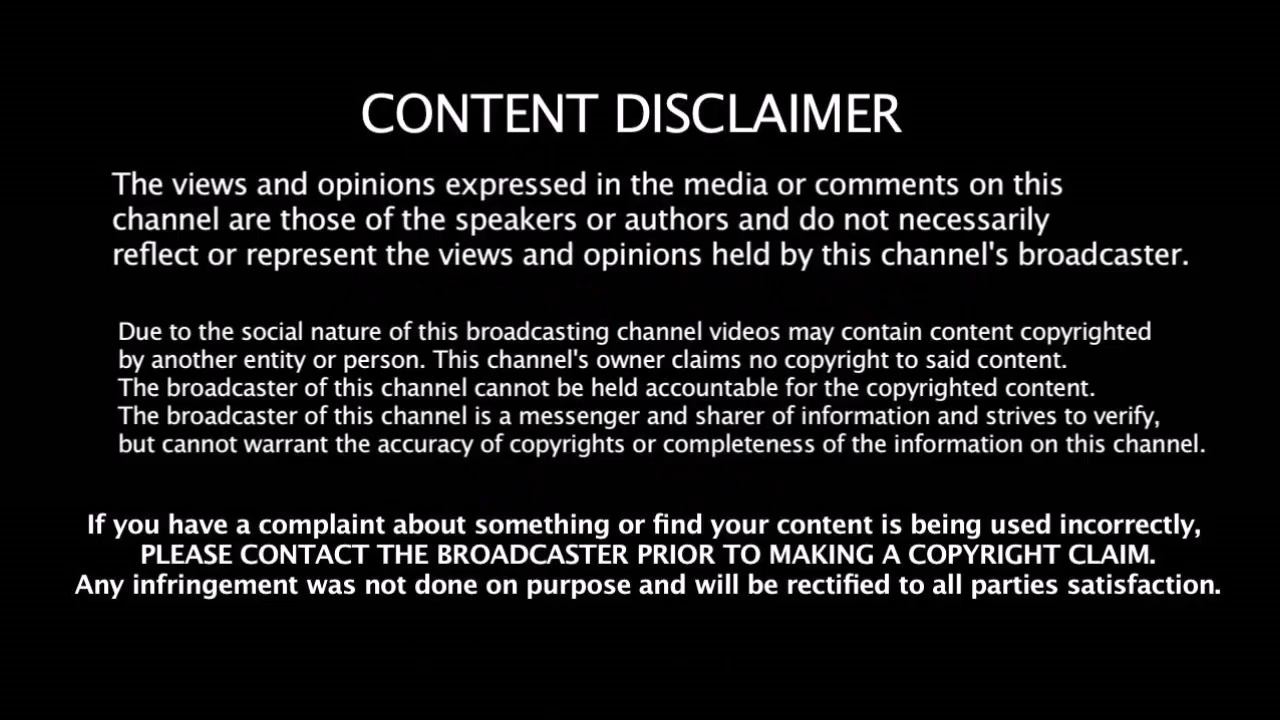 CONTENT DISCLAIMER
The views and opinions expressed in the media or comments on this
channel are those of the speakers or authors and do not necessarily
reflect or represent the views and opinions held by this channel's broadcaster.
Due to the social nature of this broadcasting channel videos may contain content copyrighted
by another entity or person. This channel's owner claims no copyright to said content.
The broadcaster of this channel cannot be held accountable for the copyrighted content.
The broadcaster of this channel is a messenger and sharer of information and strives to verify,
but cannot warrant the accuracy of copyrights or completeness of the information on this channel.
If you have a complaint about something or find your content is being used incorrectly,
PLEASE CONTACT THE BROADCASTER PRIOR TO MAKING A COPYRIGHT CLAIM.
Any infringement was not done on purpose and will be rectified to all parties satisfaction.